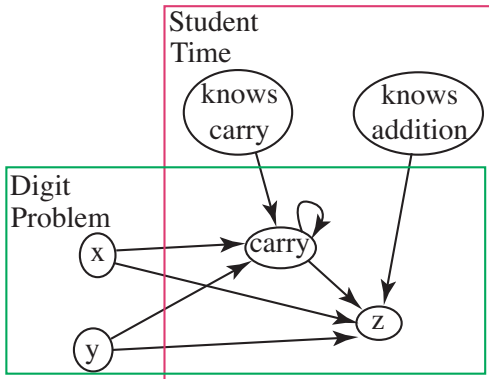 Student
Time
knows
carry
knows
addition
Digit
Problem
x
carry
z
y